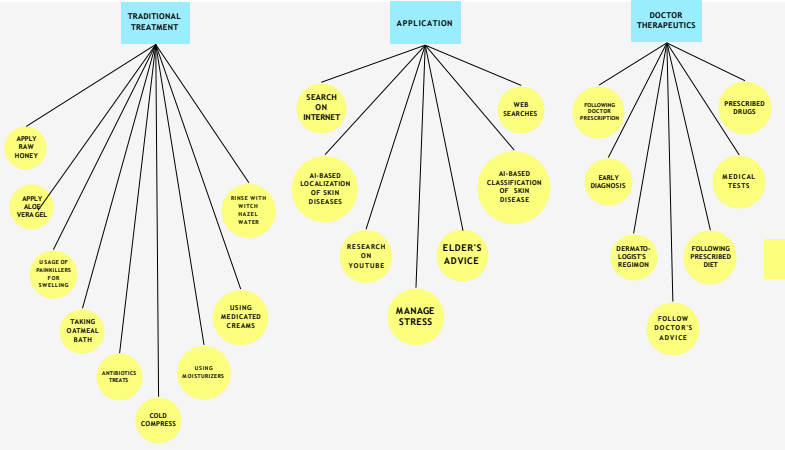 TRADITIONAL
TREATMENT
APPLY
RAW
HONEY
APPLY
ALOE
VERA GEL
USAGE OF
PAINKILLERS
FOR
SWELLING
TAKING
OATMEAL
BATH
ANTIBIOTICS
TREATS
COLD
COMPRESS
USING
MOISTURIZERS
USING
MEDICATED
CREAMS
RINSE WITH
WITCH
HAZEL
WATER
APPLICATION
SEARCH
ON
INTERNET
AI-BASED
LOCALIZATION
OF SKIN
DISEASES
RESEARCH
ON
YOUTUBE
MANAGE
STRESS
ELDER'S
ADVICE
AI-BASED
CLASSIFICATION
OF SKIN
DISEASE
WEB
SEARCHES
DOCTOR
THERAPEUTICS
FOLLOWING
DOCTOR
PRESCRIPTION
EARLY
DIAGNOSIS
DERMATO-
LOGIST'S
REGIMON
FOLLOW
DOCTOR'S
ADVICE
FOLLOWING
PRESCRIBED
DIET
MEDICAL
TESTS
PRESCRIBED
DRUGS